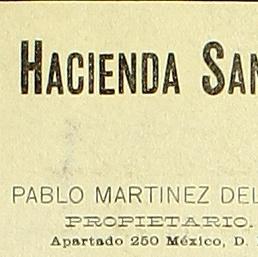 HACIENDA SAN
PABLO MARTINEZ DEL
PROPIETARIO.
Apartado 250 México, D.